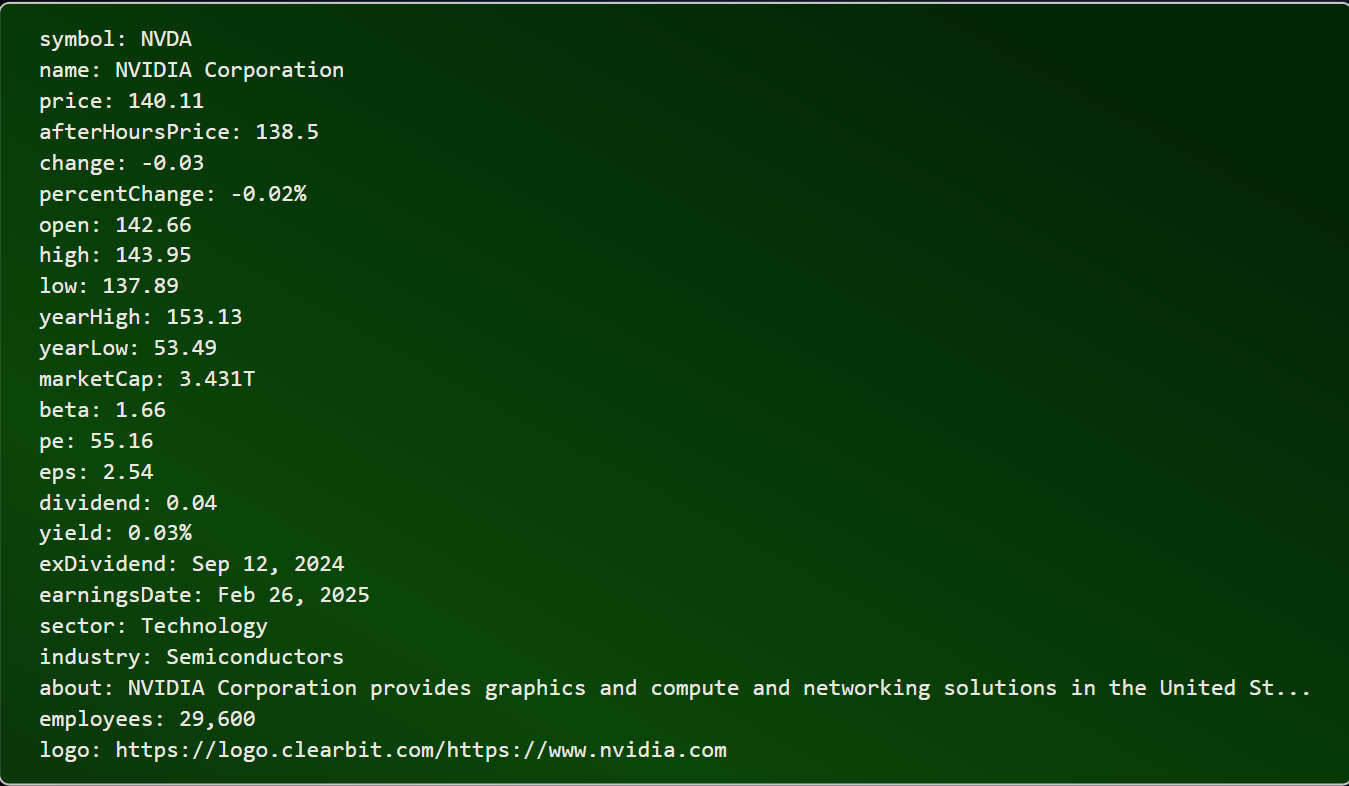 symbol: NVDA
name: NVIDIA Corporation
price: 140.11
afterHoursPrice: 138.5
change: -0.03
percentChange: -0.02%
open: 142.66
high: 143.95
low: 137.89
yearHigh: 153.13
yearLow: 53.49
marketCap: 3.431T
beta: 1.66
pe: 55.16
eps: 2.54
dividend: 0.04
yield: 0.03%
exDividend: Sep 12, 2024
earningsDate: Feb 26, 2025
sector: Technology
industry: Semiconductors
about: NVIDIA Corporation provides graphics and compute and networking solutions in the United St...
employees: 29,600
logo: https://logo.clearbit.com/https://www.nvidia.com